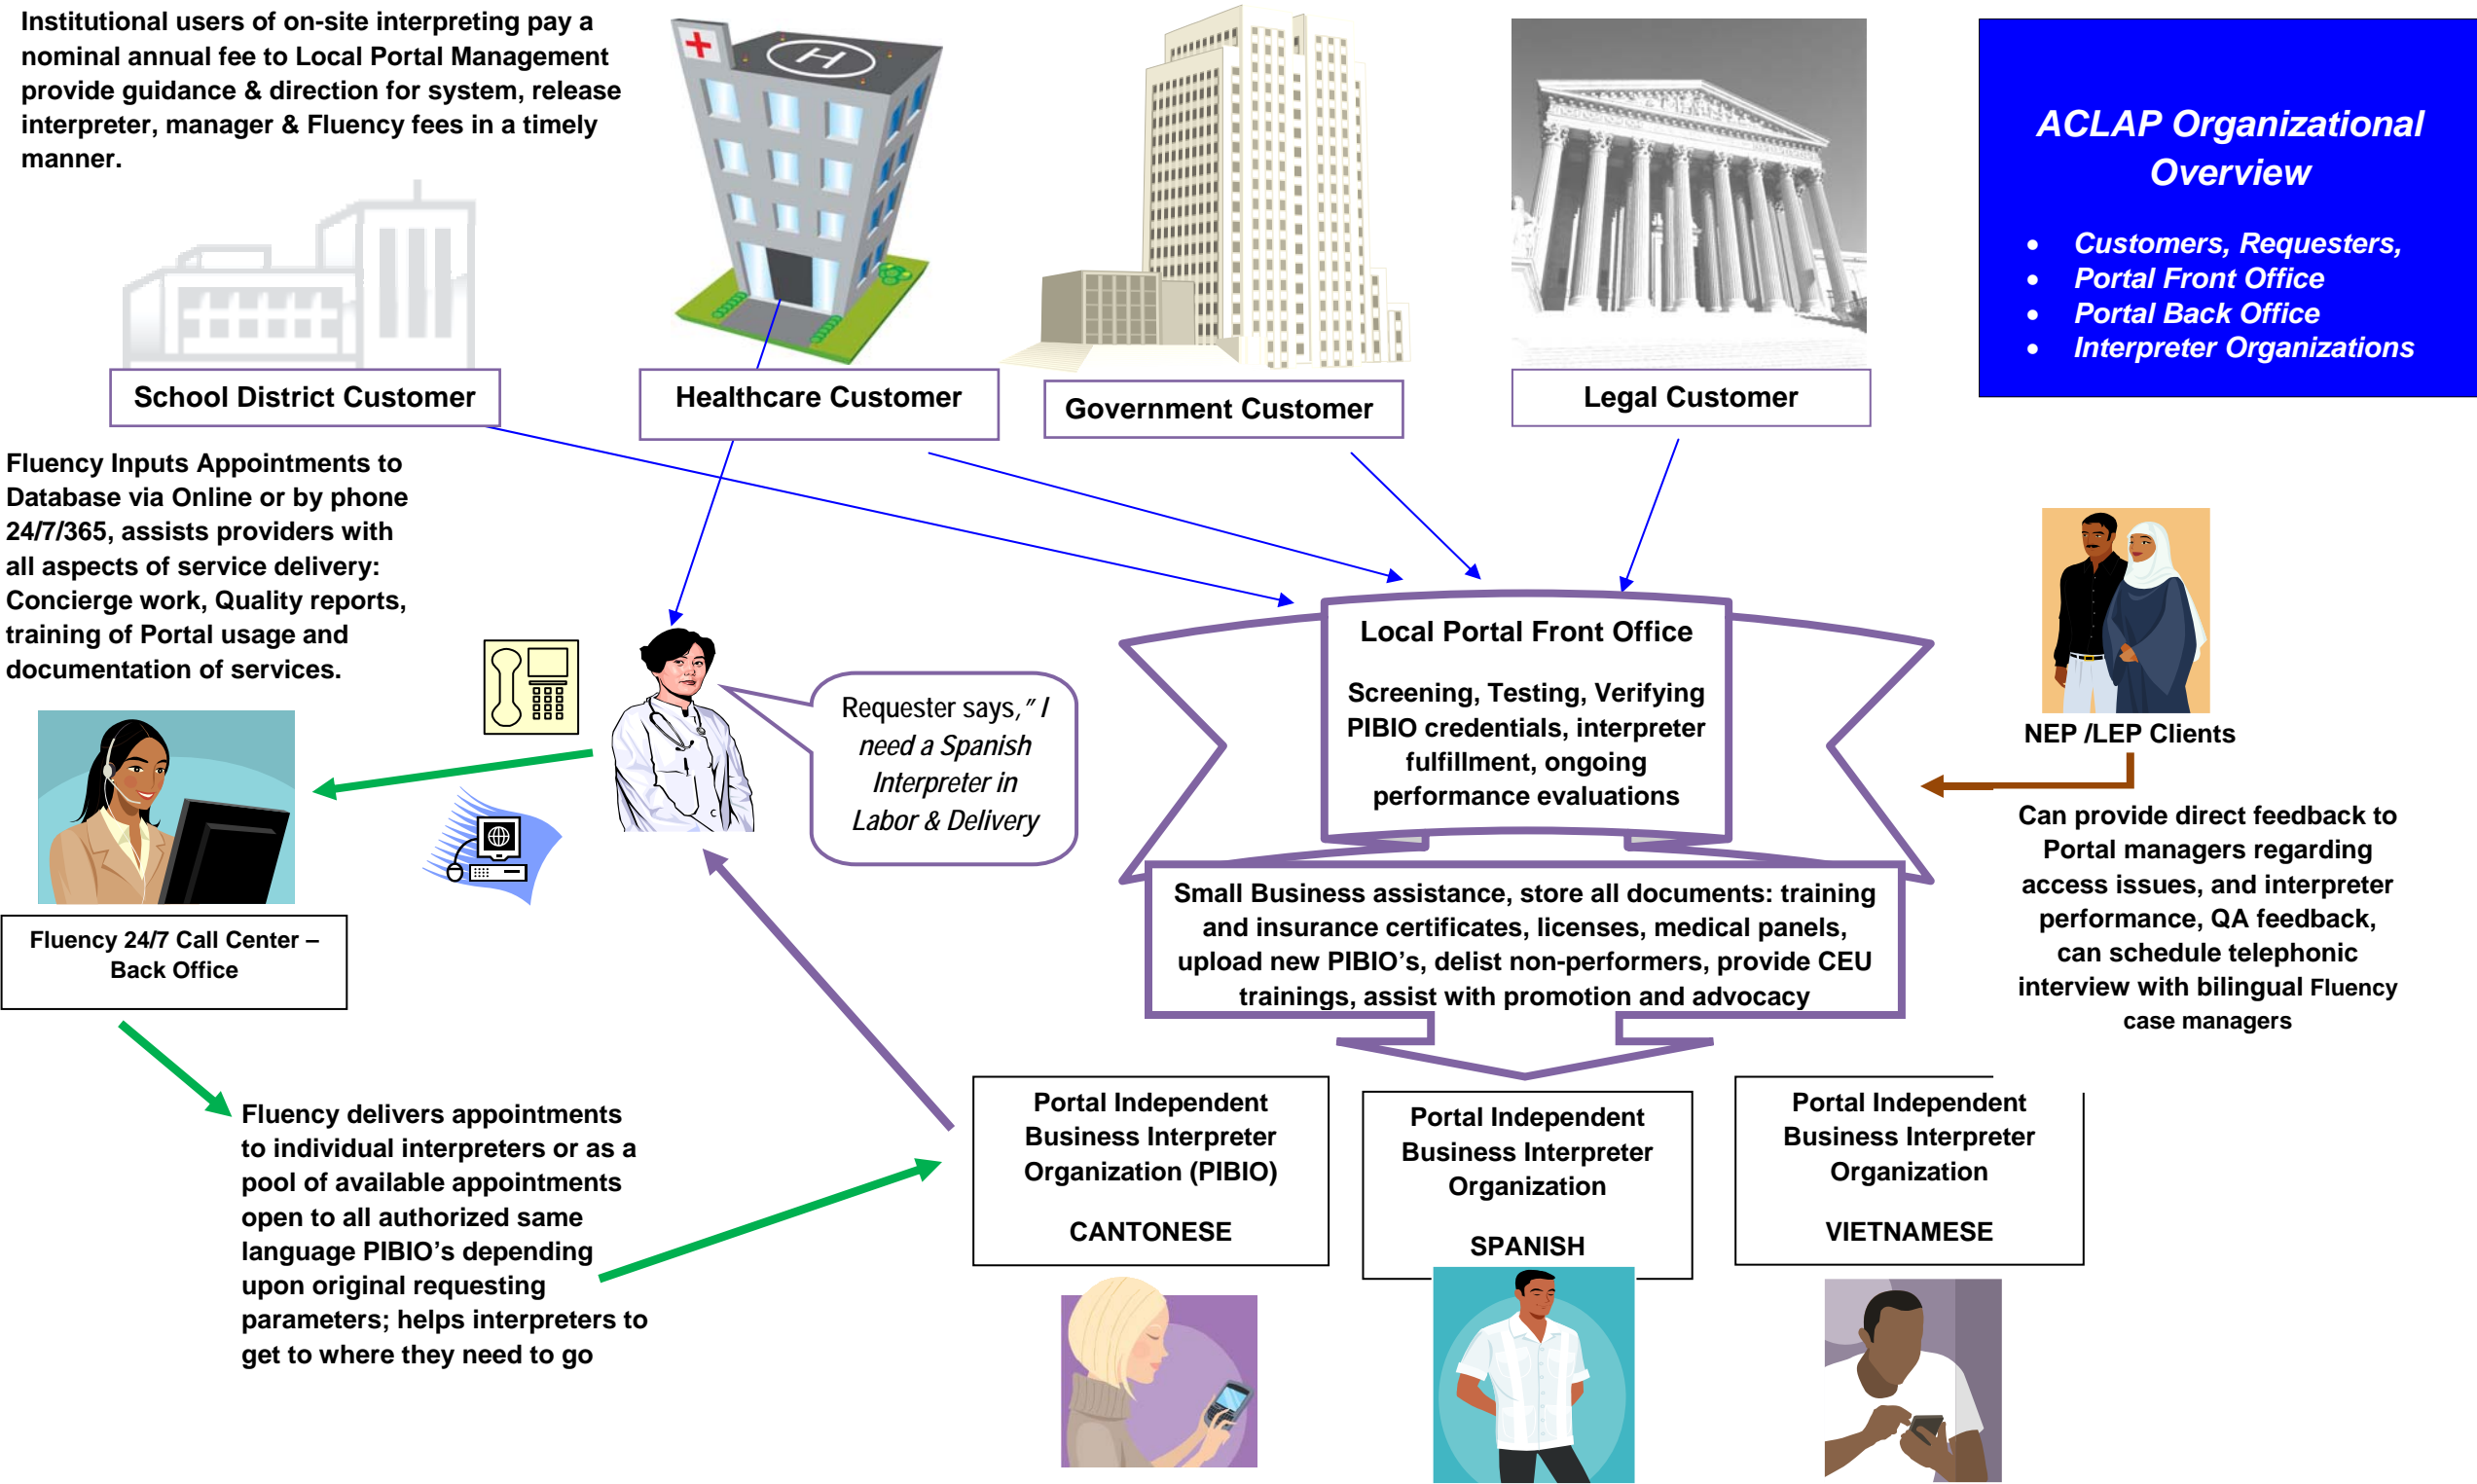 Institutional users of on-site interpreting pay a
nominal annual fee to Local Portal Management
provide guidance & direction for system, release
interpreter, manager & Fluency fees in a timely
manner.
ACLAP Organizational
Overview
• Customers, Requesters,
• Portal Front Office
• Portal Back Office
• Interpreter Organizations
H
School District Customer
Healthcare Customer
Government Customer
Legal Customer
Fluency Inputs Appointments to
Database via Online or by phone
24/7/365, assists providers with
all aspects of service delivery:
Concierge work, Quality reports,
training of Portal usage and
documentation of services.
Requester says," I
need a Spanish
Interpreter in
Labor & Delivery
Local Portal Front Office
Screening, Testing, Verifying
PIBIO credentials, interpreter
fulfillment, ongoing
performance evaluations
NEP /LEP Clients
Can provide direct feedback to
Portal managers regarding
access issues, and interpreter
performance, QA feedback,
can schedule telephonic
interview with bilingual Fluency
case managers
Small Business assistance, store all documents: training
and insurance certificates, licenses, medical panels,
upload new PIBIO’s, delist non-performers, provide CEU
trainings, assist with promotion and advocacy
Fluency 24/7 Call Center –
Back Office
Fluency delivers appointments
to individual interpreters or as a
pool of available appointments
open to all authorized same
language PIBIO’s depending
upon original requesting
parameters; helps interpreters to
get to where they need to go
Portal Independent
Business Interpreter
Organization (PIBIO)
CANTONESE
Portal Independent
Business Interpreter
Organization
SPANISH
Portal Independent
Business Interpreter
Organization
VIETNAMESE